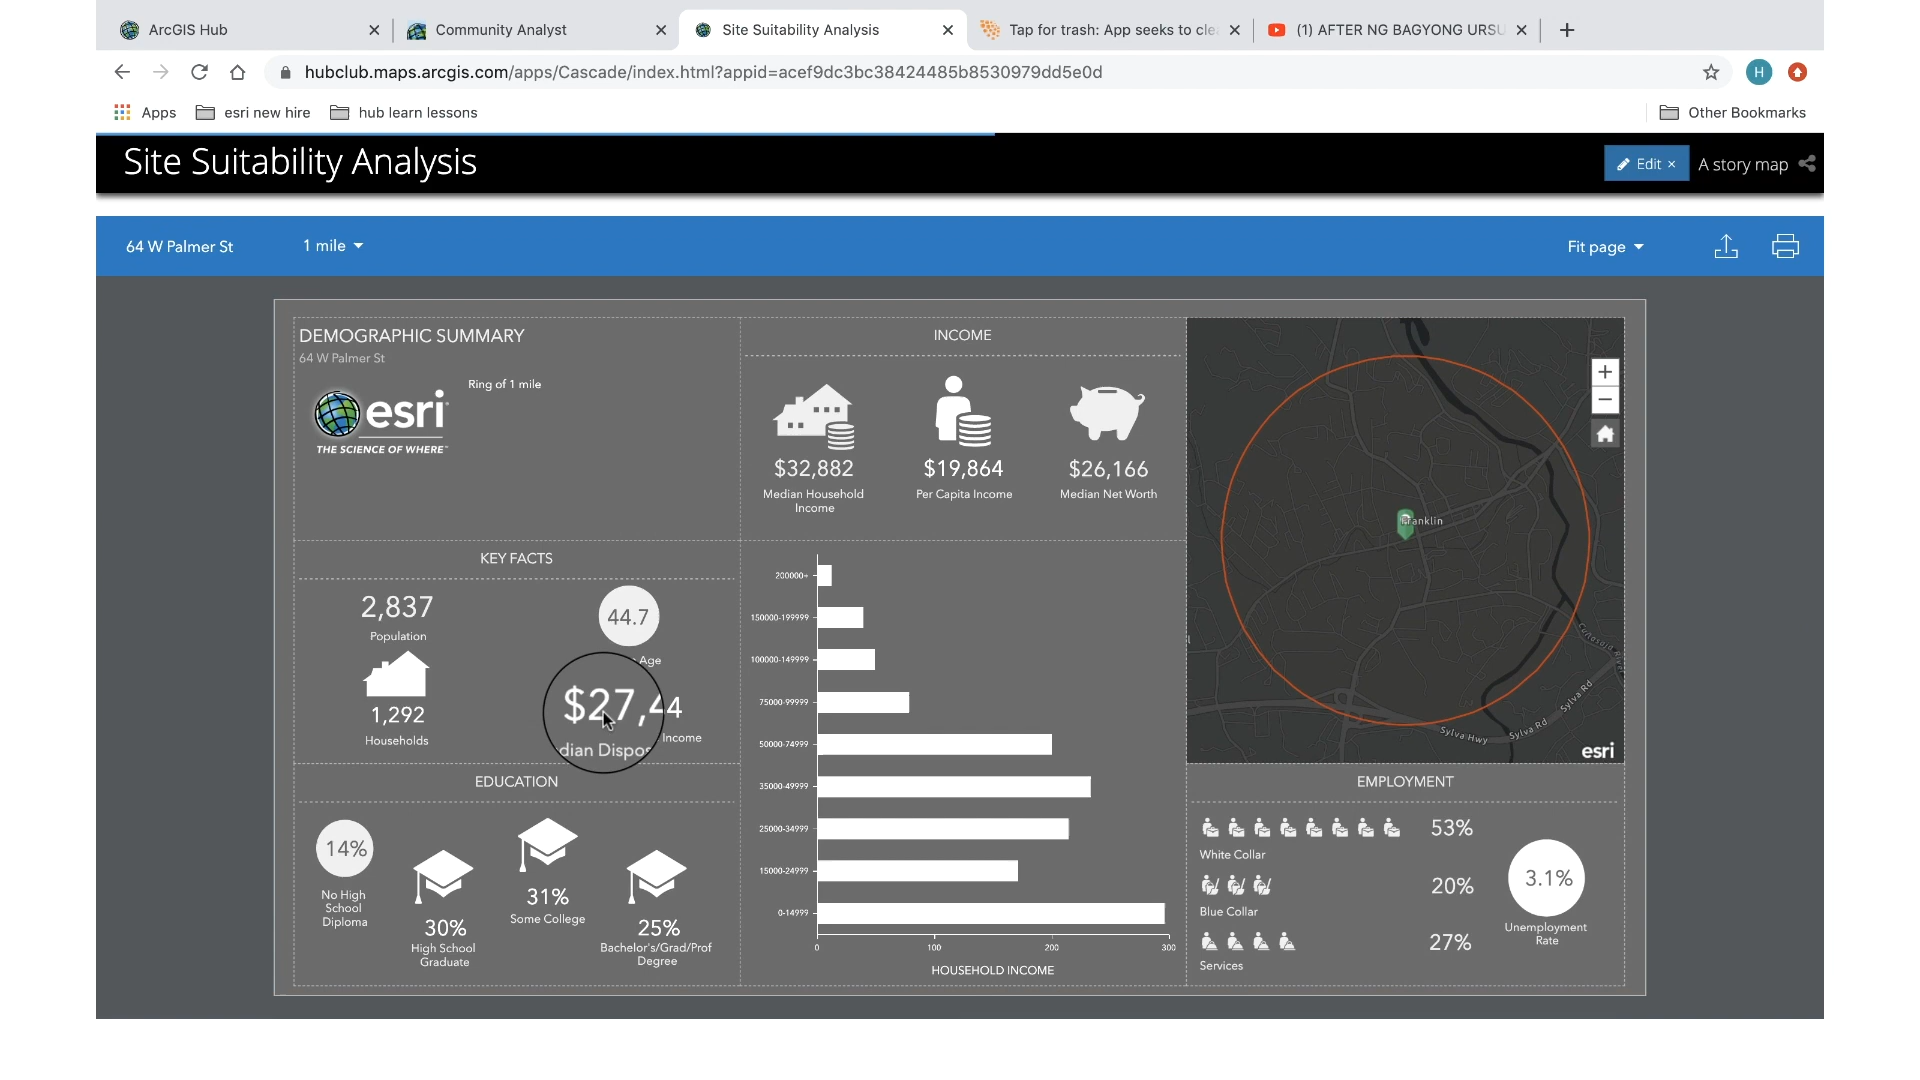 ArcGIS Hub
Community Analyst
Site Suitability Analysis
Tap for trash: App seeks to cle
(1) AFTER NG BAGYONG URSU
hubclub.maps.arcgis.com/apps/Cascade/index.html?appid=acef9dc3bc38424485b8530979dd5e0d
H
Apps
esri new hire
hub learn lessons
Other Bookmarks
Site Suitability Analysis
Edit ×
A story map
64 W Palmer St
1 mile
Fit page
DEMOGRAPHIC SUMMARY
64 W Palmer St
Ring of 1 mile
esri
THE SCIENCE OF WHERE™
INCOME
$32,882
Median Household
Income
$19,864
Per Capita Income
$26,166
Median Net Worth
KEY FACTS
2,837
Population
44.7
Age
1,292
Households
$27,44
dian Dispos
Income
200000+
150000-199999
100000-149999
75000-99999
50000-74999
35000-49999
25000-34999
15000-24999
0-14999
0 100 200 300
HOUSEHOLD INCOME
+
−
Franklin
Sylva Hwy
Sylva Rd
Sylva Rd
esri
EDUCATION
14%
No High
School
Diploma
30%
High School
Graduate
31%
Some College
25%
Bachelor's/Grad/Prof
Degree
EMPLOYMENT
53%
White Collar
20%
Blue Collar
27%
Services
3.1%
Unemployment
Rate